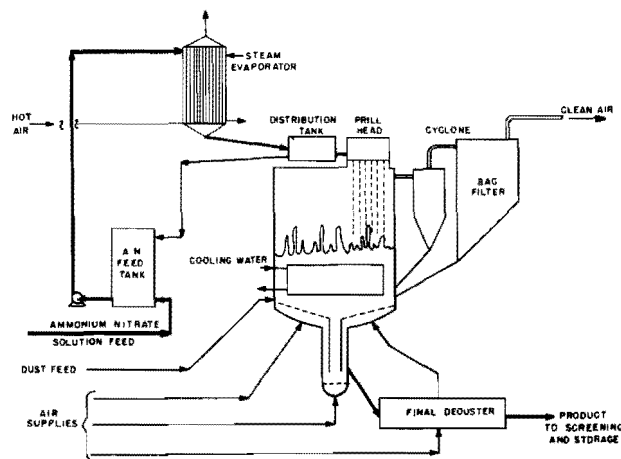 STEAM
EVAPORATOR
HOT
AIR
DISTRIBUTION
TANK
PRILL
HEAD
CYCLONE
CLEAN AIR
BAG
FILTER
A N
FEED
TANK
COOLING WATER
AMMONIUM NITRATE
SOLUTION FEED
DUST FEED
AIR
SUPPLIES
FINAL DEDUSTER
PRODUCT
TO SCREENING
AND STORAGE